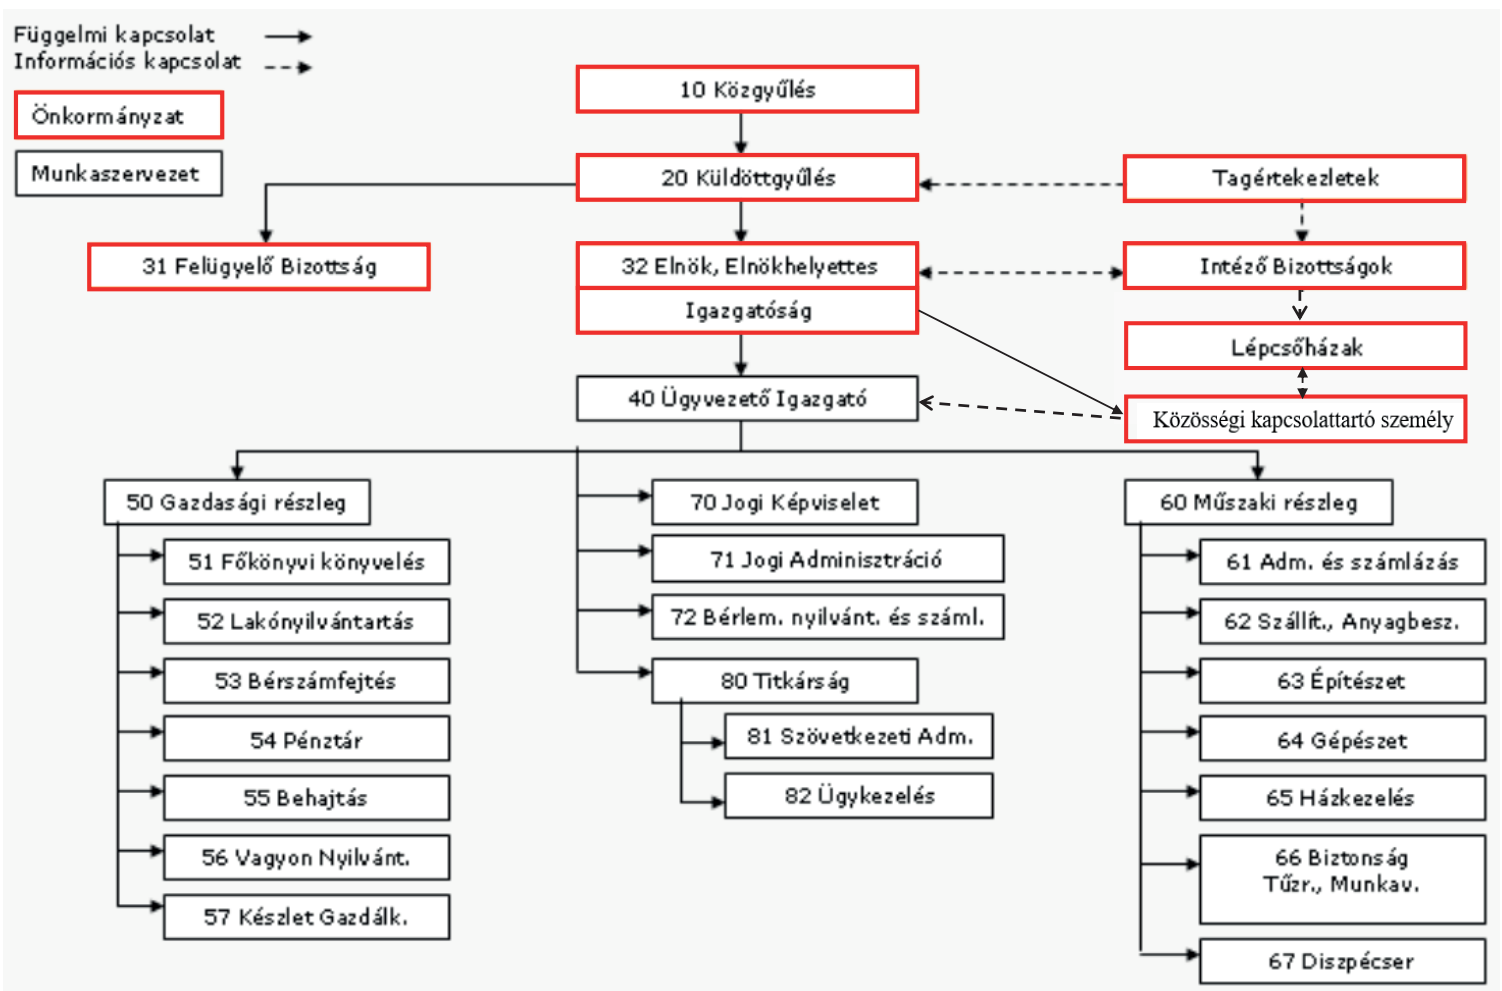 Függelmi kapcsolat
Információs kapcsolat
Önkormányzat
Munkaszervezet
10 Közgyűlés
20 Küldöttgyűlés
Tagértekezletek
31 Felügyelő Bizottság
32 Elnök, Elnökhelyettes
Intéző Bizottságok
Igazgatóság
Lépcsőházak
40 Ügyvezető Igazgató
Közösségi kapcsolattartó személy
50 Gazdasági részleg
51 Főkönyvi könyvelés
52 Lakónyilvántartás
53 Bérszámfejtés
54 Pénztár
55 Behajtás
56 Vagyon Nyilvánt.
57 Készlet Gazdálk.
70 Jogi Képviselet
71 Jogi Adminisztráció
72 Bérlem. nyilvánt. és száml.
80 Titkárság
81 Szövetkezeti Adm.
82 Ügykezelés
60 Műszaki részleg
61 Adm. és számlázás
62 Szállít., Anyagbesz.
63 Építészet
64 Gépészet
65 Házkezelés
66 Biztonság
Tűzr., Munkav.
67 Diszpécser